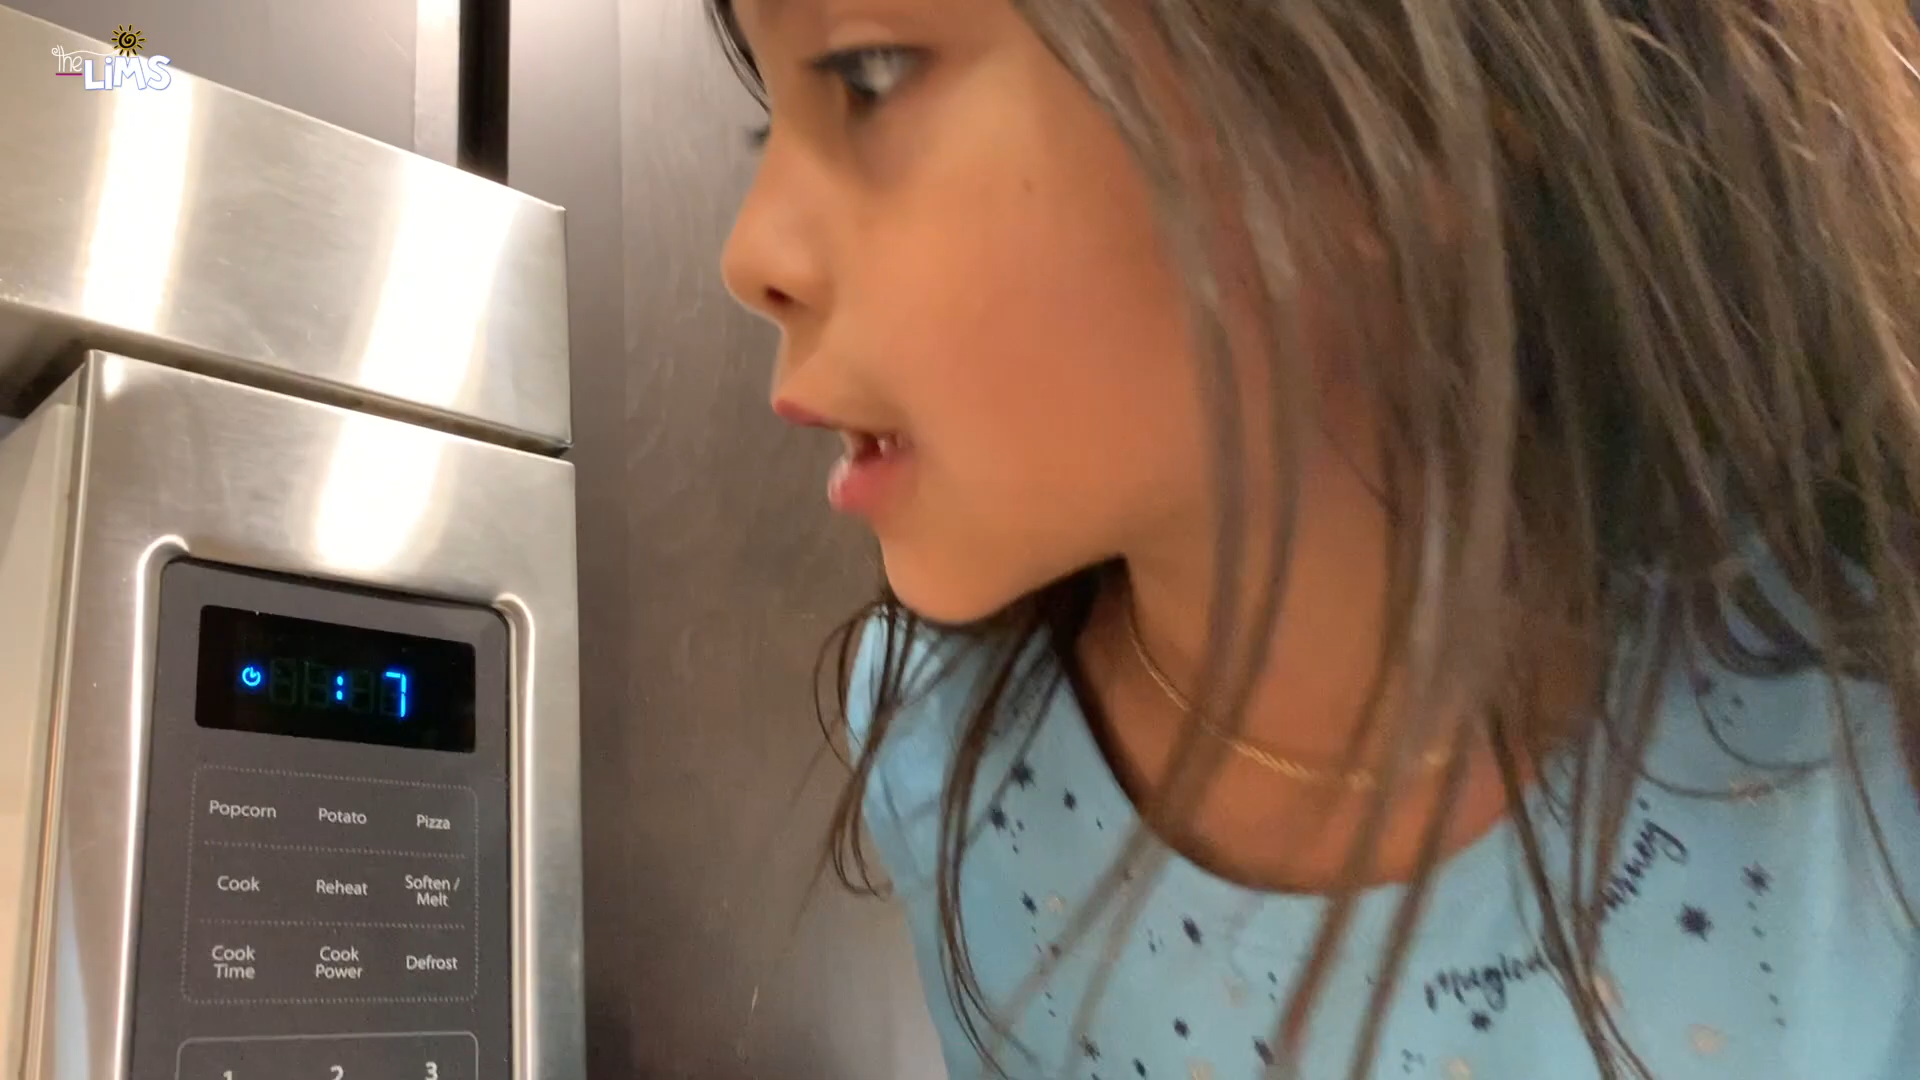 the
LiMS
: 7
Popcorn Potato Pizza
Cook Reheat Soften /
Melt
Cook
Time
Cook
Power
Defrost
1 2 3